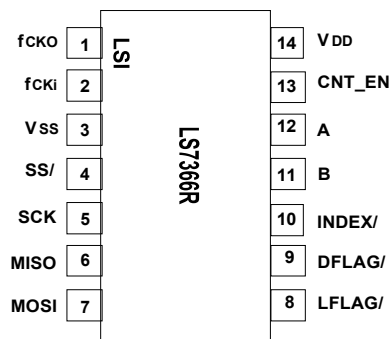 fCKO 1
fCKi 2
VSS 3
SS/ 4
SCK 5
MISO 6
MOSI 7
LSI
LS7366R
14 VDD
13 CNT_EN
12 A
11 B
10 INDEX/
9 DFLAG/
8 LFLAG/